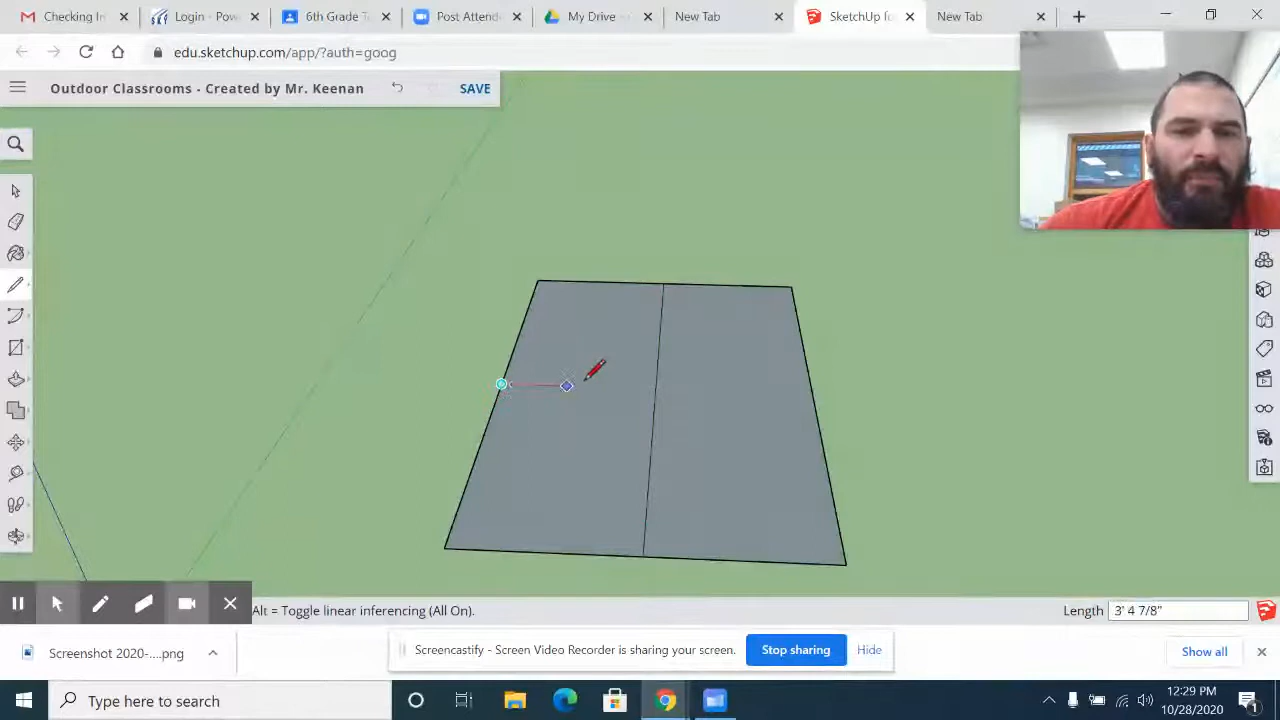 Checking In
Login - Pow
6th Grade T
Post Attend
My Drive -
New Tab
SketchUp fo
New Tab
edu.sketchup.com/app/?auth=goog
Outdoor Classrooms - Created by Mr. Keenan
SAVE
Alt = Toggle linear inferencing (All On).
Length
3' 4 7/8"
Screenshot 2020-....png
Screencastify - Screen Video Recorder is sharing your screen.
Stop sharing
Hide
Show all
Type here to search
12:29 PM
10/28/2020
1